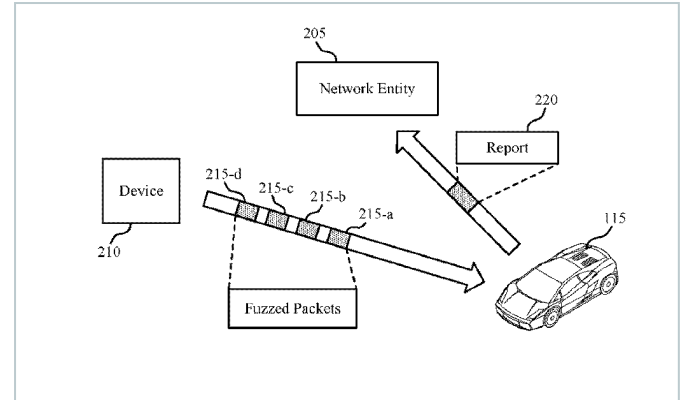 205
Network Entity
220
Report
Device
210
215-d
215-c
215-b
215-a
115
Fuzzed Packets